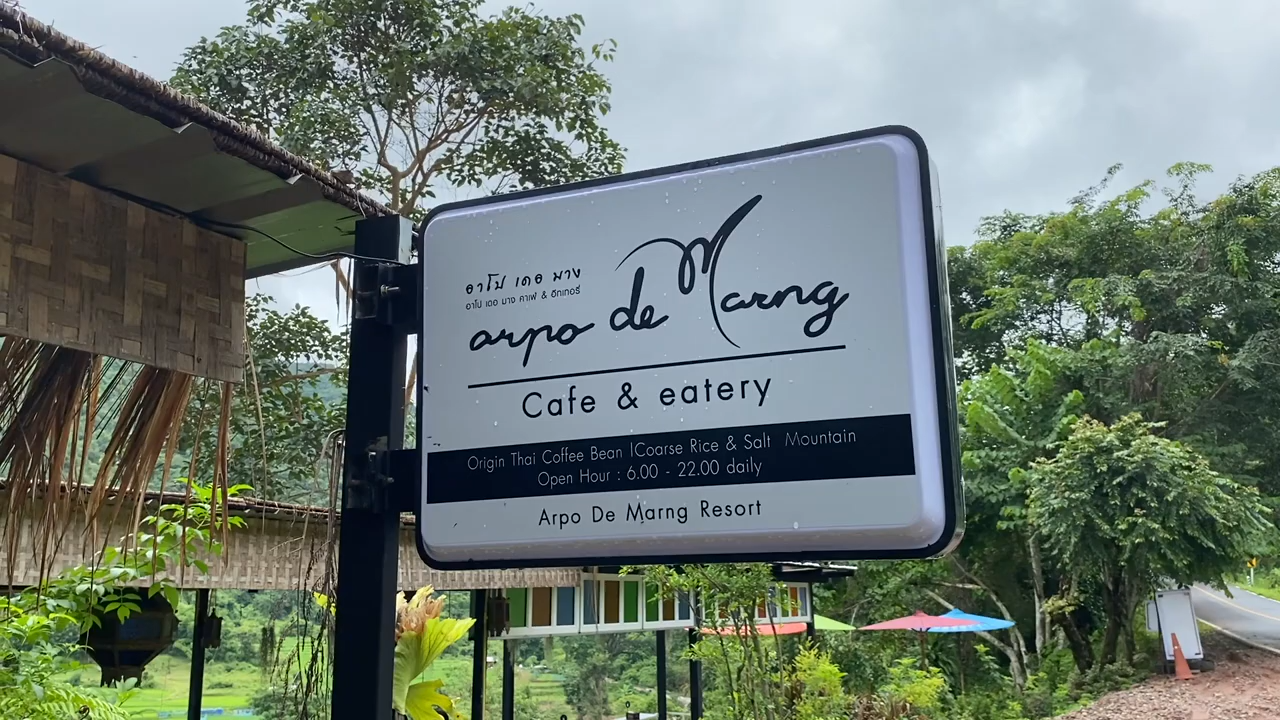 อาโป เดอ มาง
อาโป เดอ มาง คาเฟ่ & อีทเทอรี่
arpo de Marng
Cafe & eatery
Origin Thai Coffee Bean |Coarse Rice & Salt Mountain
Open Hour : 6.00 - 22.00 daily
Arpo De Marng Resort